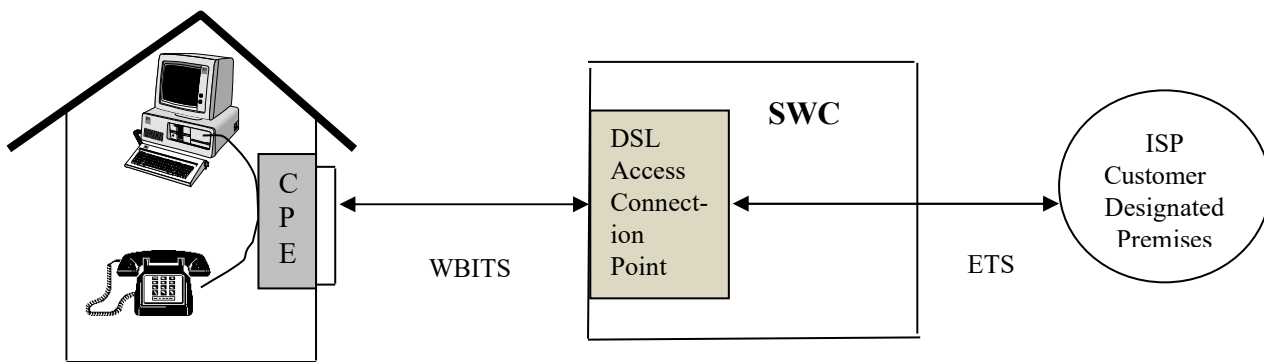 C
P
E
WBITS
DSL
Access
Connect-
ion
Point
SWC
ETS
ISP
Customer
Designated
Premises